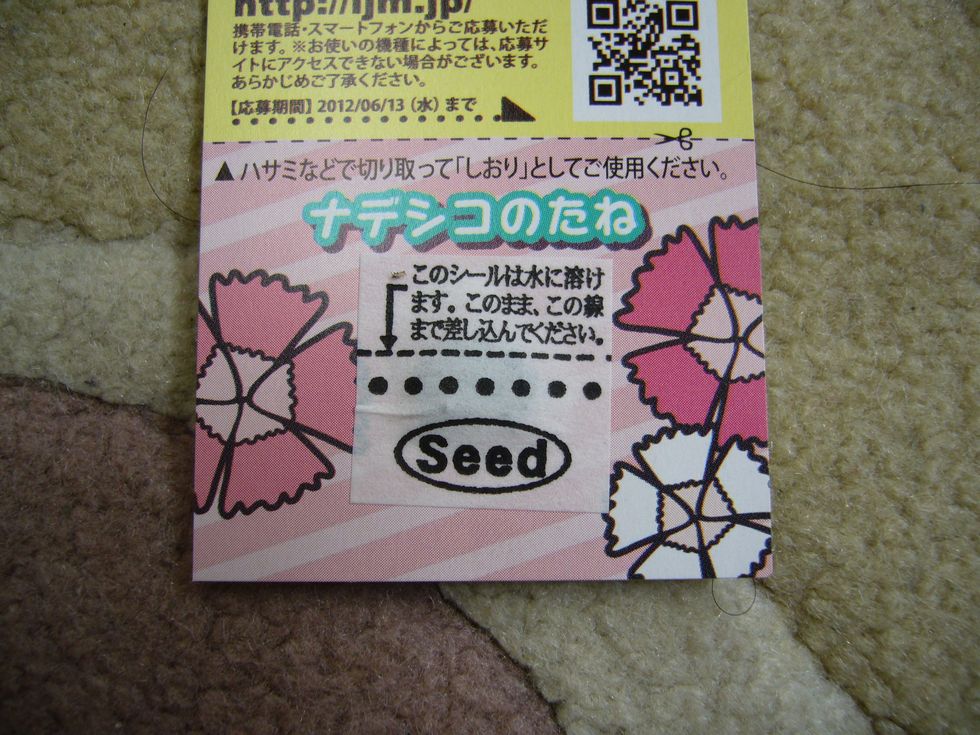 http://ljm.jp/
携帯電話・スマートフォンからご応募いただ
けます。※お使いの機種によっては、応募サ
イトにアクセスできない場合がございます。
あらかじめご了承ください。
【応募期間】2012/06/13（水）まで
▲ハサミなどで切り取って「しおり」としてご使用ください。
ナデシコのたね
このシールは水に溶け
ます。このまま、この線
まで差し込んでください。
Seed